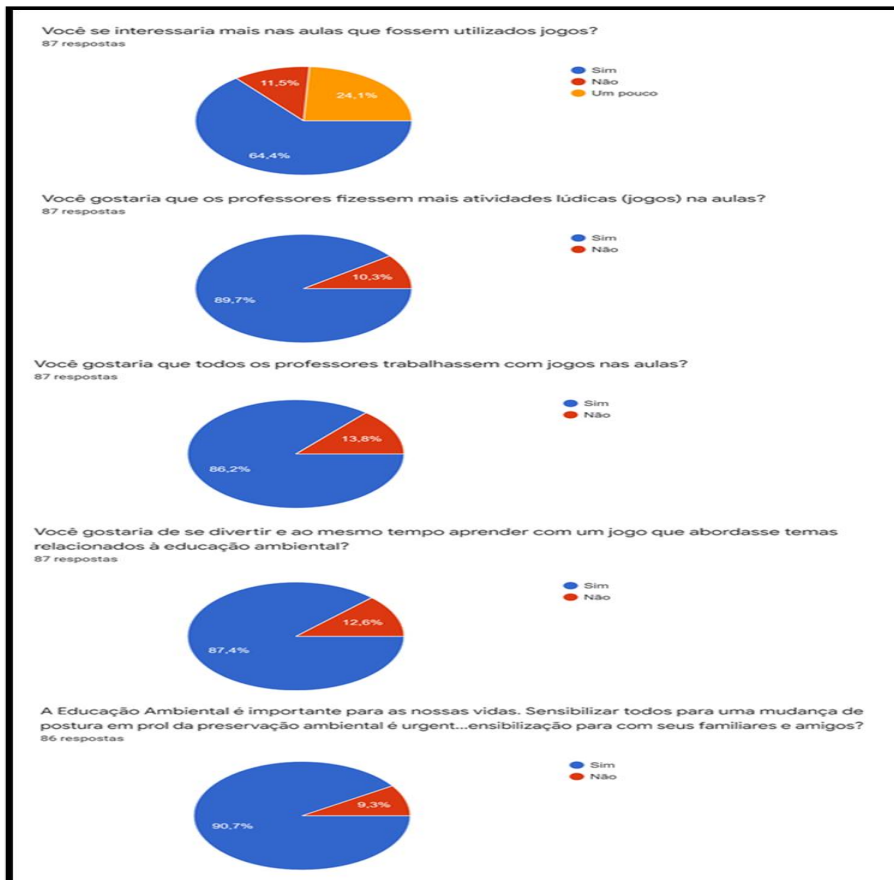 Você se interessaria mais nas aulas que fossem utilizados jogos?
87 respostas
Sim
Não
Um pouco
11,5%
24,1%
64,4%
Você gostaria que os professores fizessem mais atividades lúdicas (jogos) na aulas?
87 respostas
Sim
Não
10,3%
89,7%
Você gostaria que todos os professores trabalhassem com jogos nas aulas?
87 respostas
Sim
Não
13,8%
86,2%
Você gostaria de se divertir e ao mesmo tempo aprender com um jogo que abordasse temas
relacionados à educação ambiental?
87 respostas
Sim
Não
12,6%
87,4%
A Educação Ambiental é importante para as nossas vidas. Sensibilizar todos para uma mudança de
postura em prol da preservação ambiental é urgent...ensibilização para com seus familiares e amigos?
86 respostas
Sim
Não
9,3%
90,7%